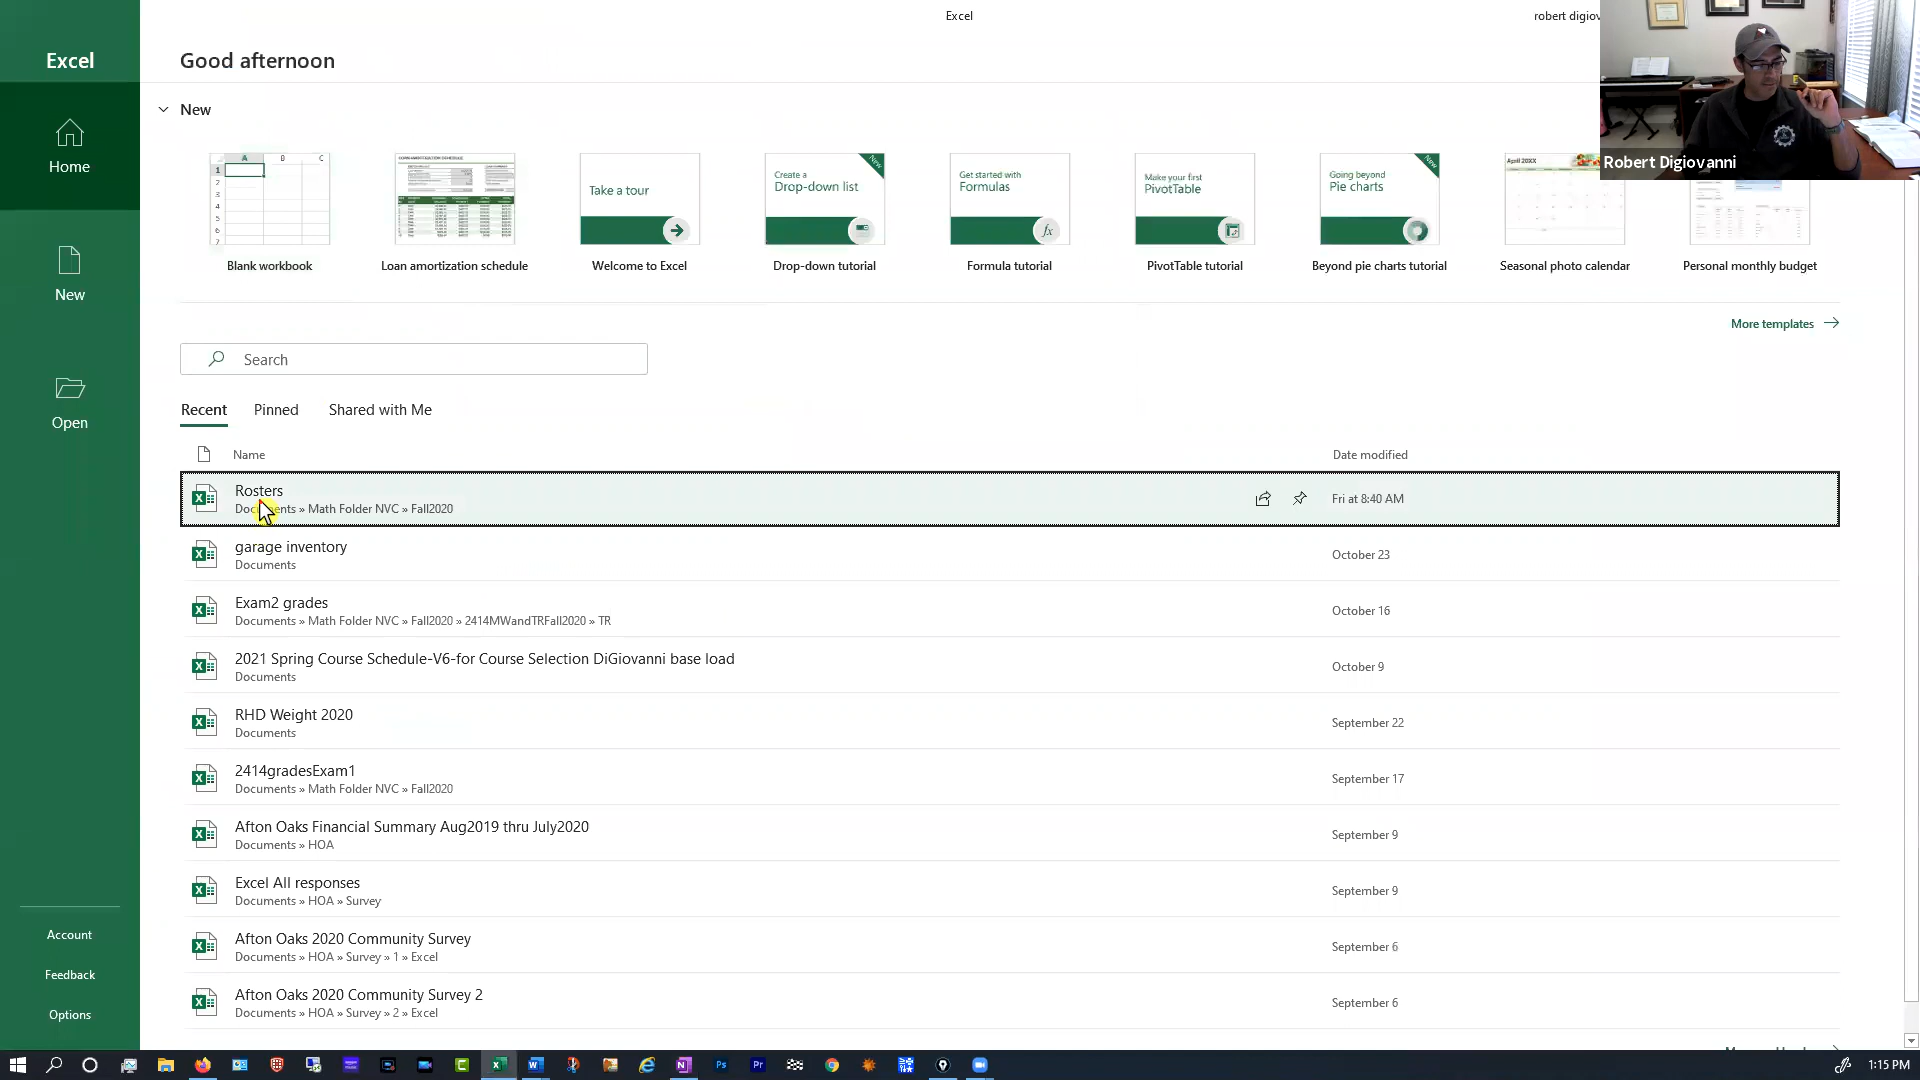 Excel
robert digiov
Excel
Good afternoon
Robert Digiovanni
Home
New
Open
New
Blank workbook
Loan amortization schedule
Take a tour
Welcome to Excel
Create a
Drop-down list
New
Drop-down tutorial
Get started with
Formulas
fx
Formula tutorial
Make your first
PivotTable
PivotTable tutorial
Going beyond
Pie charts
New
Beyond pie charts tutorial
April 20XX
Seasonal photo calendar
Personal monthly budget
More templates
Search
Recent Pinned Shared with Me
Name Date modified
Rosters
» Math Folder NVC » Fall2020
Fri at 8:40 AM
garage inventory
Documents
October 23
Exam2 grades
Documents » Math Folder NVC » Fall2020 » 2414MWandTRFall2020 » TR
October 16
2021 Spring Course Schedule-V6-for Course Selection DiGiovanni base load
Documents
October 9
RHD Weight 2020
Documents
September 22
2414gradesExam1
Documents » Math Folder NVC » Fall2020
September 17
Afton Oaks Financial Summary Aug2019 thru July2020
Documents » HOA
September 9
Excel All responses
Documents » HOA » Survey
September 9
Afton Oaks 2020 Community Survey
Documents » HOA » Survey » 1 » Excel
September 6
Afton Oaks 2020 Community Survey 2
Documents » HOA » Survey » 2 » Excel
September 6
Account
Feedback
Options
1:15 PM